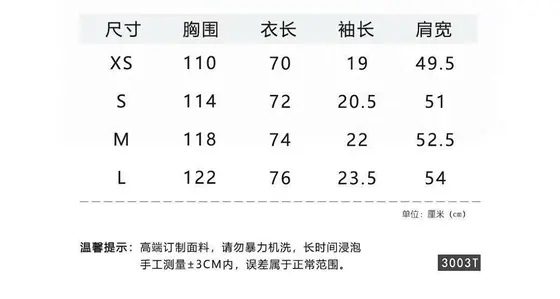 尺寸 胸围 衣长 袖长 肩宽
XS 110 70 19 49.5
S 114 72 20.5 51
M 118 74 22 52.5
L 122 76 23.5 54
单位：厘米（cm）
温馨提示：高端订制面料，请勿暴力机洗，长时间浸泡
手工测量±3CM内，误差属于正常范围。
3003T